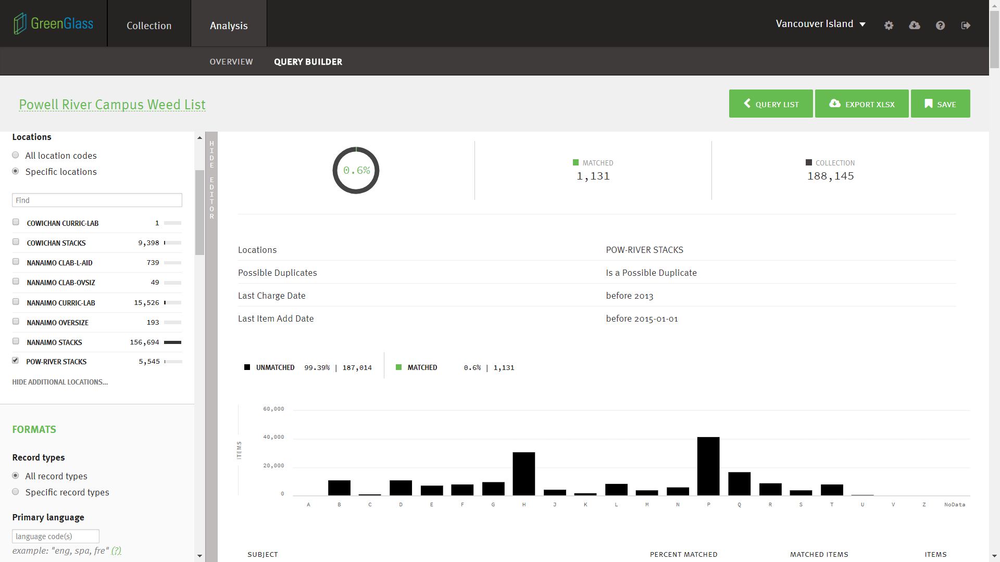 GreenGlass
Collection
Analysis
Vancouver Island
OVERVIEW
QUERY BUILDER
Powell River Campus Weed List
QUERY LIST
EXPORT XLSX
SAVE
Locations
All location codes
Specific locations
Find
COWICHAN CURRIC-LAB 1
COWICHAN STACKS 9,398
NANAIMO CLAB-L-AID 739
NANAIMO CLAB-OVSIZ 49
NANAIMO CURRIC-LAB 15,526
NANAIMO OVERSIZE 193
NANAIMO STACKS 156,694
POW-RIVER STACKS 5,545
HIDE ADDITIONAL LOCATIONS...
FORMATS
Record types
All record types
Specific record types
Primary language
language code(s)
example: "eng, spa, fre" (?)
HIDE EDITOR
0.6%
MATCHED
1,131
COLLECTION
188,145
Locations POW-RIVER STACKS
Possible Duplicates Is a Possible Duplicate
Last Charge Date before 2013
Last Item Add Date before 2015-01-01
UNMATCHED 99.39% | 187,014
MATCHED 0.6% | 1,131
ITEMS
60,000
40,000
20,000
0
A B C D E F G H J K L M N P Q R S T U V Z NoData
SUBJECT PERCENT MATCHED MATCHED ITEMS ITEMS